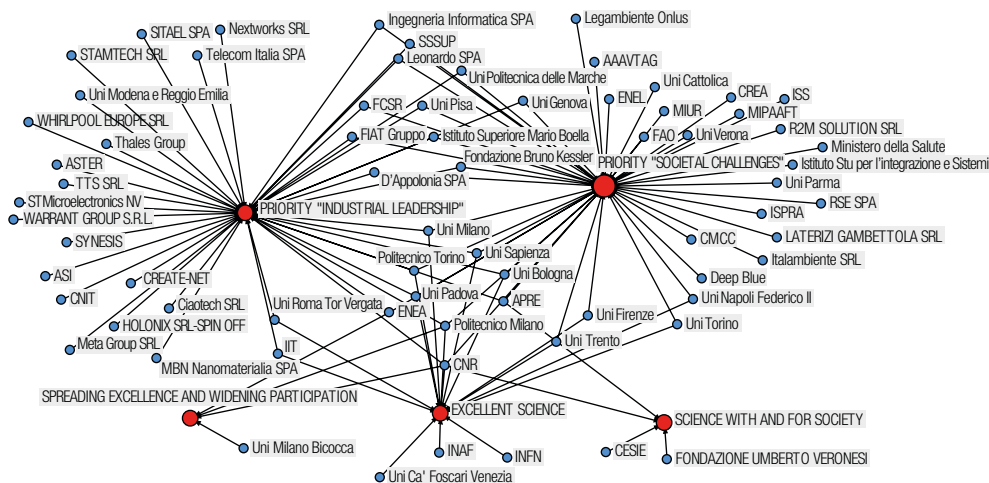 Ingegneria Informatica SPA
Legambiente Onlus
SITAEL SPA
Nextworks SRL
SSSUP
STAMTECH SRL
Telecom Italia SPA
Leonardo SPA
AAAVTAG
Uni Politecnica delle Marche
Uni Cattolica
Uni Modena e Reggio Emilia
FCSR
Uni Pisa
Uni Genova
ENEL
CREA
ISS
MIUR
MIPAAFT
WHIRLPOOL EUROPE SRL
Thales Group
FIAT Gruppo
Istituto Superiore Mario Boella
FAO
Uni Verona
R2M SOLUTION SRL
Ministero della Salute
ASTER
Fondazione Bruno Kessler
PRIORITY "SOCIETAL CHALLENGES"
Istituto Stu per l'integrazione e Sistemi
TTS SRL
D'Appolonia SPA
Uni Parma
STMicroelectronics NV
PRIORITY "INDUSTRIAL LEADERSHIP"
RSE SPA
WARRANT GROUP S.R.L.
ISPRA
Uni Milano
SYNESIS
CMCC
LATERIZI GAMBETTOLA SRL
Politecnico Torino
Uni Sapienza
Italambiente SRL
ASI
CREATE-NET
Uni Bologna
Deep Blue
CNIT
Ciaotech SRL
Uni Roma Tor Vergata
Uni Padova
APRE
Uni Napoli Federico II
ENEA
Uni Firenze
HOLONIX SRL-SPIN OFF
Politecnico Milano
Uni Torino
Meta Group SRL
IIT
Uni Trento
MBN Nanomaterialia SPA
CNR
SPREADING EXCELLENCE AND WIDENING PARTICIPATION
EXCELLENT SCIENCE
SCIENCE WITH AND FOR SOCIETY
Uni Milano Bicocca
INAF
INFN
CESIE
FONDAZIONE UMBERTO VERONESI
Uni Ca' Foscari Venezia